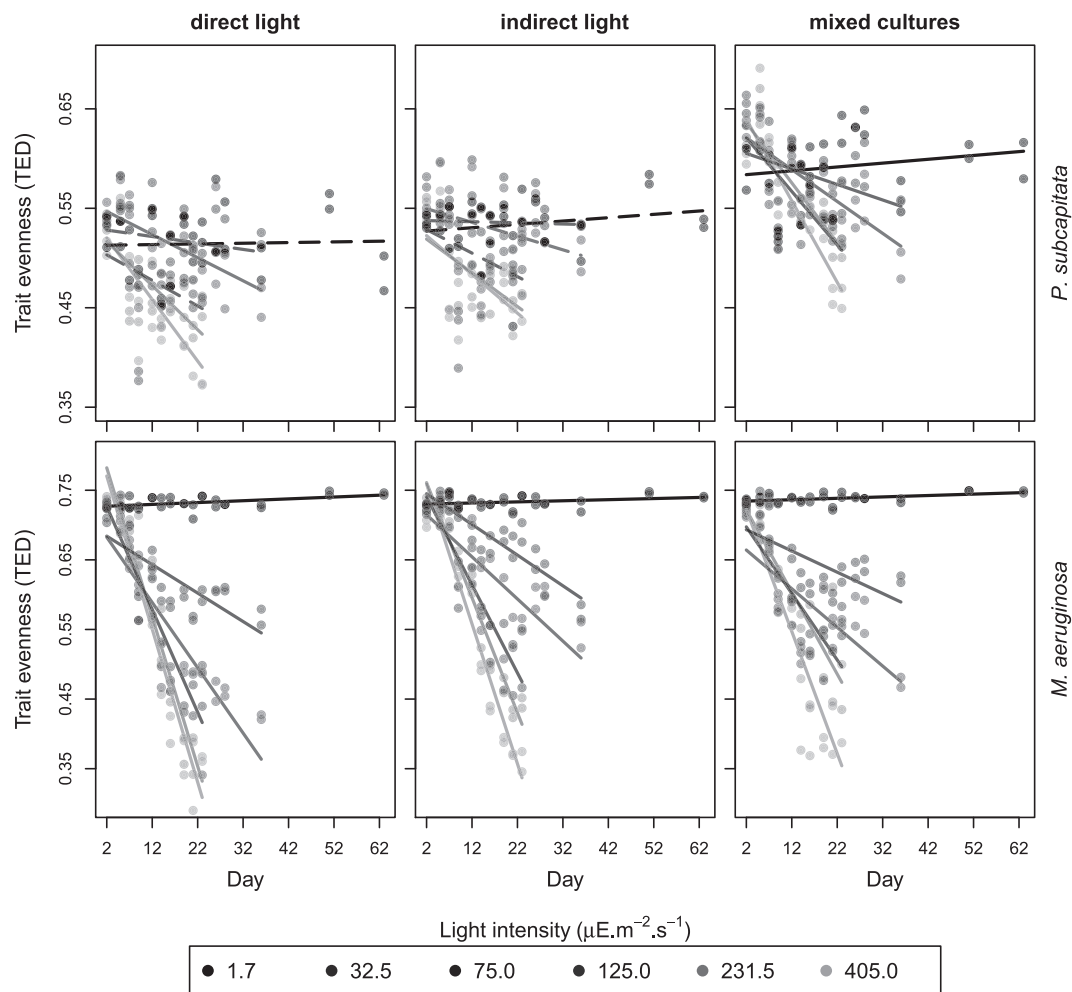 direct light indirect light mixed cultures
Trait evenness (TED)
0.35 0.45 0.55 0.65
P. subcapitata
Trait evenness (TED)
0.35 0.45 0.55 0.65 0.75
M. aeruginosa
2 12 22 32 42 52 62 2 12 22 32 42 52 62 2 12 22 32 42 52 62
Day Day Day
Light intensity (μE.m⁻².s⁻¹)
1.7 32.5 75.0 125.0 231.5 405.0